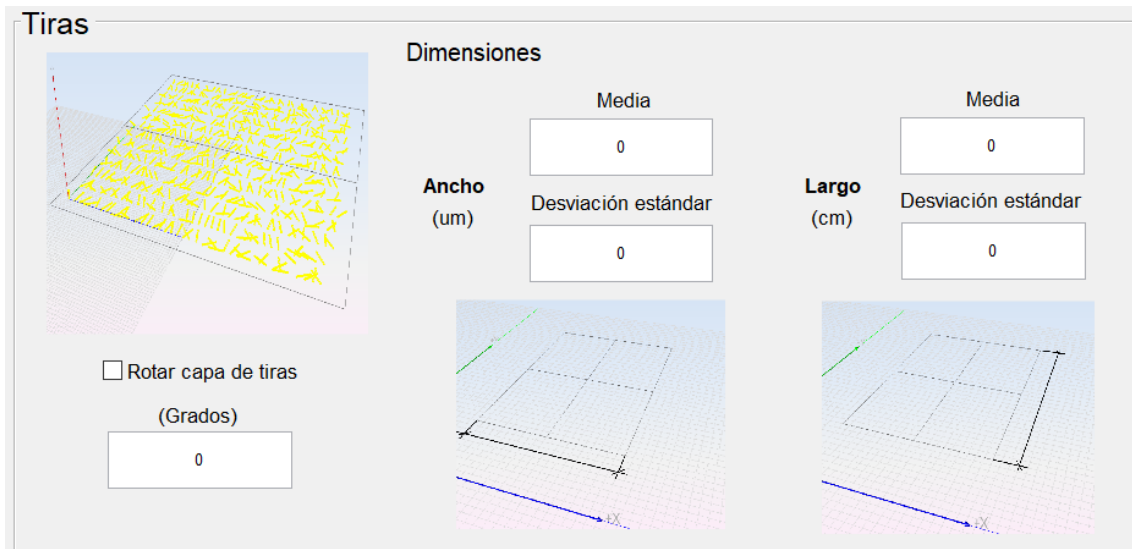 Tiras
Dimensiones
Media
0
Ancho
(um)
Desviación estándar
0
Media
0
Largo
(cm)
Desviación estándar
0
Rotar capa de tiras
(Grados)
0
+X
+X